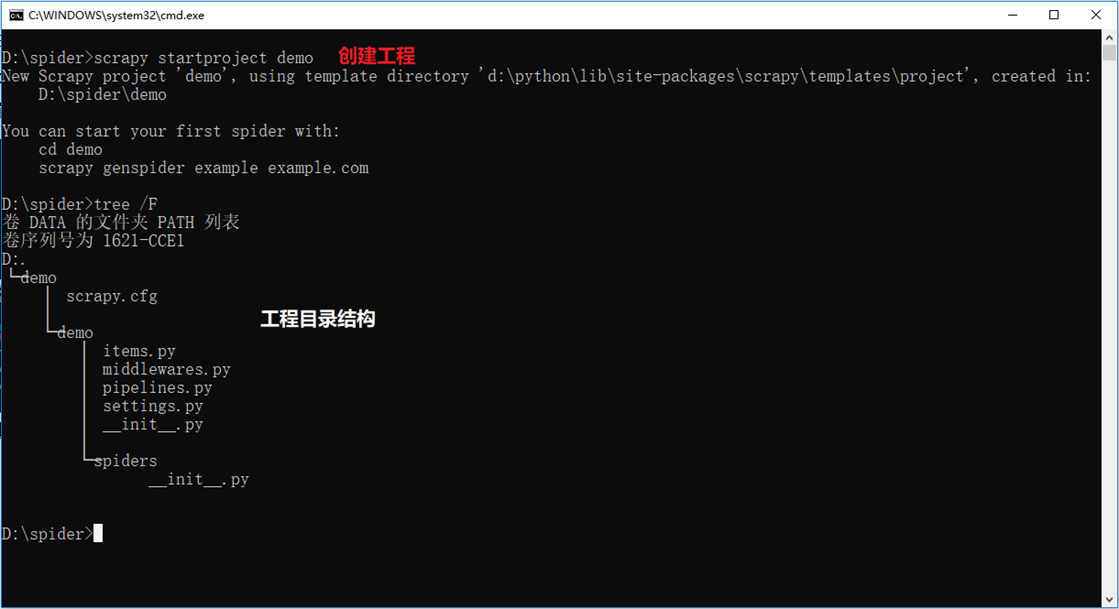 C:\WINDOWS\system32\cmd.exe
D:\spider>scrapy startproject demo 创建工程
New Scrapy project 'demo', using template directory 'd:\python\lib\site-packages\scrapy\templates\project', created in:
D:\spider\demo
You can start your first spider with:
cd demo
scrapy genspider example example.com
D:\spider>tree /F
卷 DATA 的文件夹 PATH 列表
卷序列号为 1621-CCE1
D:.
demo
scrapy.cfg
工程目录结构
demo
items.py
middlewares.py
pipelines.py
settings.py
__init__.py
spiders
__init__.py
D:\spider>